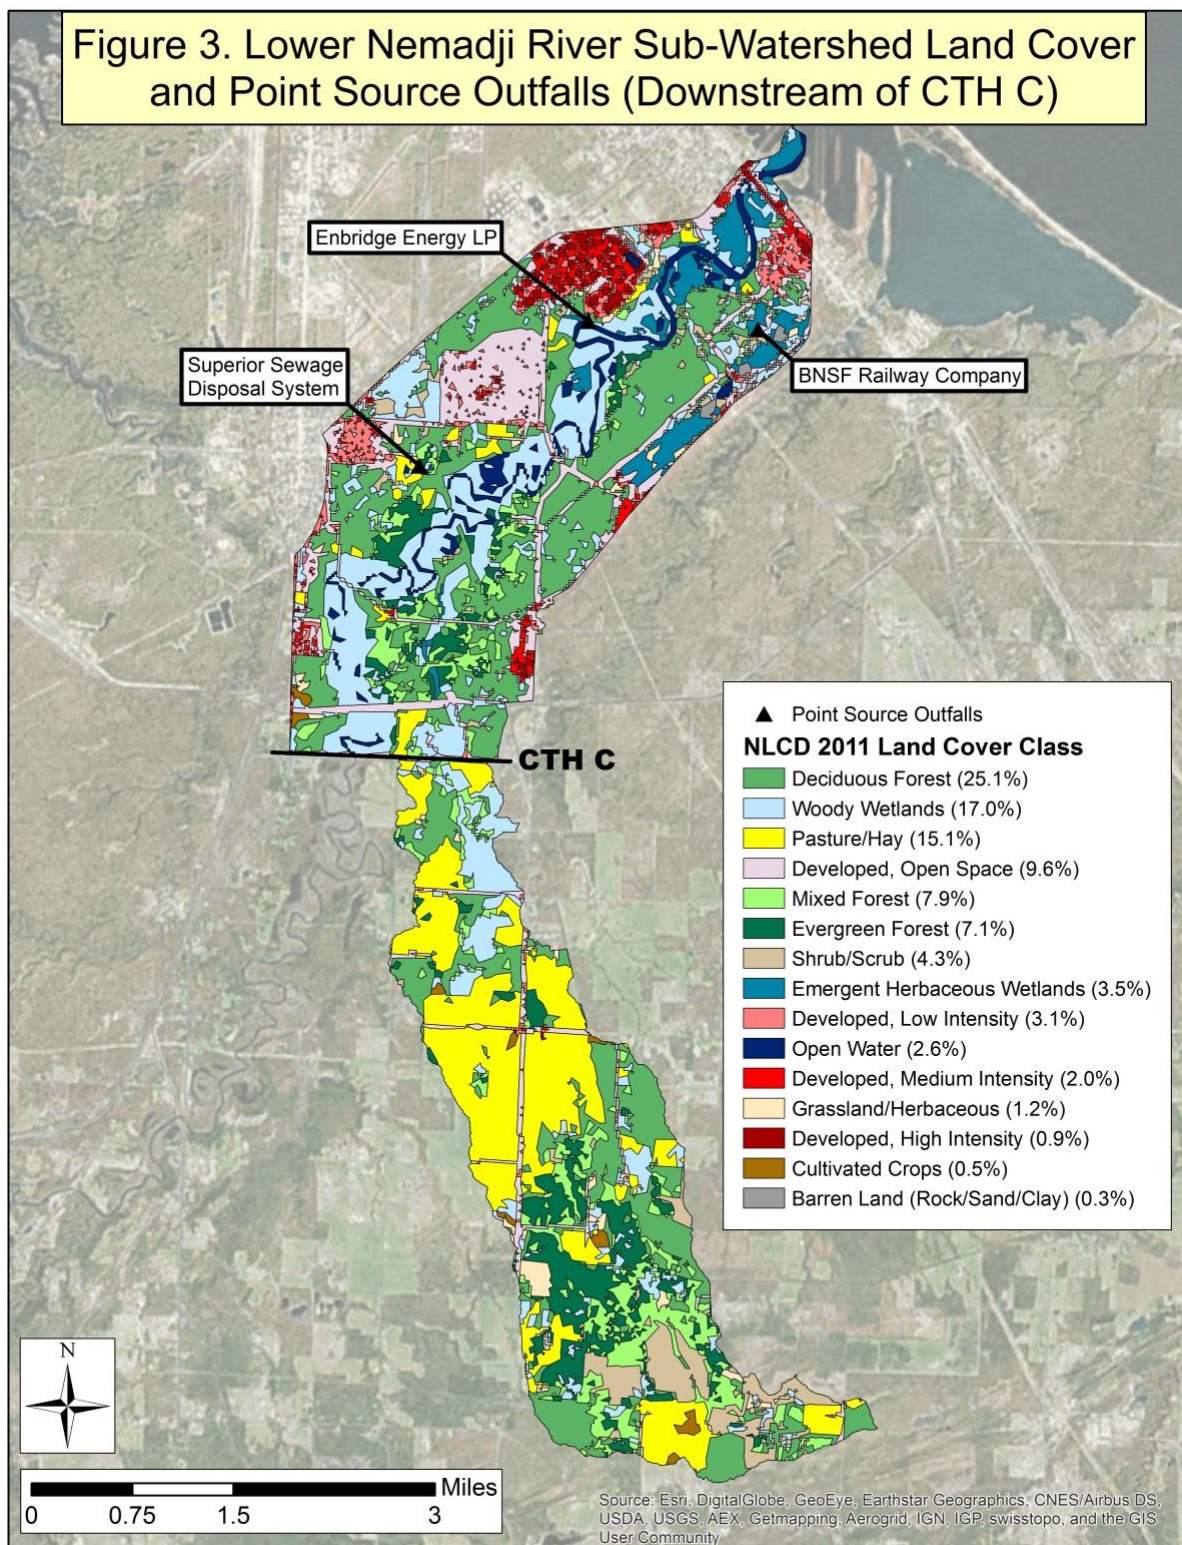 Figure 3. Lower Nemadji River Sub-Watershed Land Cover
and Point Source Outfalls (Downstream of CTH C)
Enbridge Energy LP
Superior Sewage
Disposal System
BNSF Railway Company
CTH C
Point Source Outfalls
NLCD 2011 Land Cover Class
Deciduous Forest (25.1%)
Woody Wetlands (17.0%)
Pasture/Hay (15.1%)
Developed, Open Space (9.6%)
Mixed Forest (7.9%)
Evergreen Forest (7.1%)
Shrub/Scrub (4.3%)
Emergent Herbaceous Wetlands (3.5%)
Developed, Low Intensity (3.1%)
Open Water (2.6%)
Developed, Medium Intensity (2.0%)
Grassland/Herbaceous (1.2%)
Developed, High Intensity (0.9%)
Cultivated Crops (0.5%)
Barren Land (Rock/Sand/Clay) (0.3%)
N
Miles
0 0.75 1.5 3
Source: Esri, DigitalGlobe, GeoEye, Earthstar Geographics, CNES/Airbus DS,
USDA, USGS, AEX, Getmapping, Aerogrid, IGN, IGP, swisstopo, and the GIS
User Community